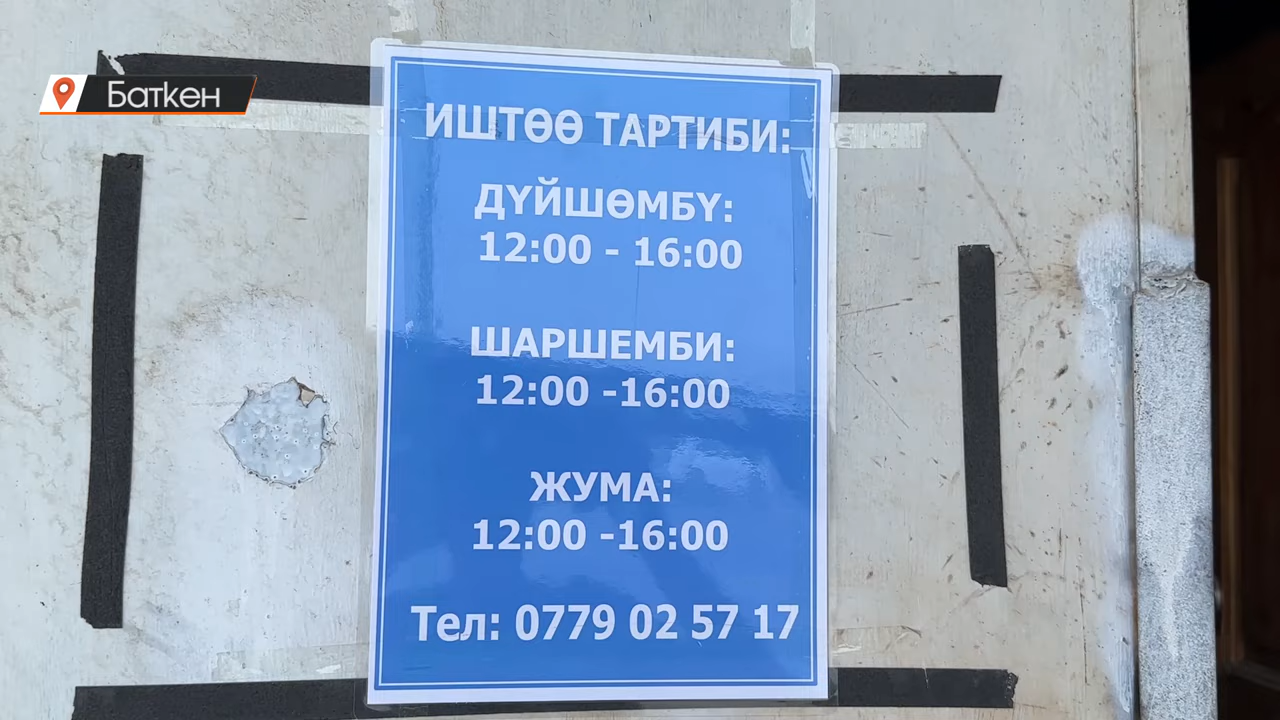 Баткен
ИШТӨӨ ТАРТИБИ:
ДҮЙШӨМБҮ:
12:00 - 16:00
ШАРШЕМБИ:
12:00 -16:00
ЖУМА:
12:00 -16:00
Тел: 0779 02 57 17